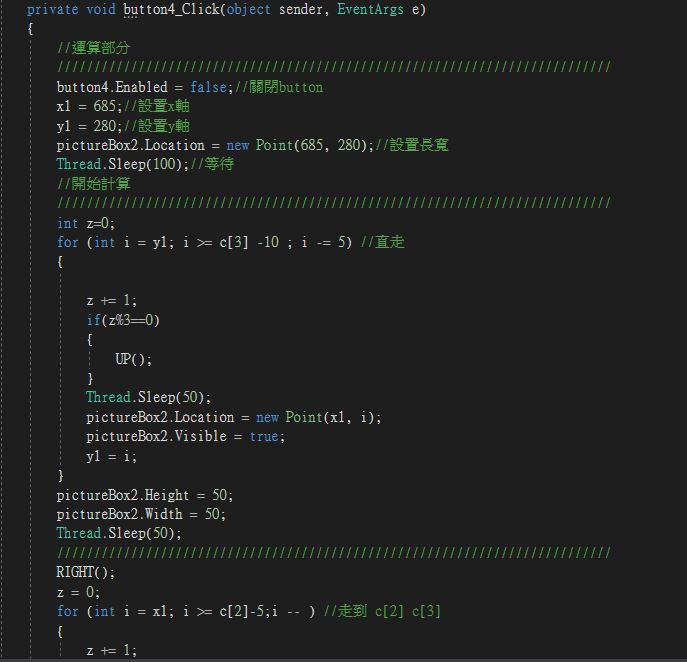 private void button4_Click(object sender, EventArgs e)
{
//運算部分
///////////////////////////////////////////////////////////////////////////
button4.Enabled = false;//關閉button
x1 = 685;//設置x軸
y1 = 280;//設置y軸
pictureBox2.Location = new Point(685, 280);//設置長寬
Thread.Sleep(100);//等待
//開始計算
///////////////////////////////////////////////////////////////////////////
int z=0;
for (int i = y1; i >= c[3] -10 ; i -= 5) //直走
{
z += 1;
if(z%3==0)
{
UP();
}
Thread.Sleep(50);
pictureBox2.Location = new Point(x1, i);
pictureBox2.Visible = true;
y1 = i;
}
pictureBox2.Height = 50;
pictureBox2.Width = 50;
Thread.Sleep(50);
///////////////////////////////////////////////////////////////////////////
RIGHT();
z = 0;
for (int i = x1; i >= c[2]-5;i -- ) //走到 c[2] c[3]
{
z += 1;